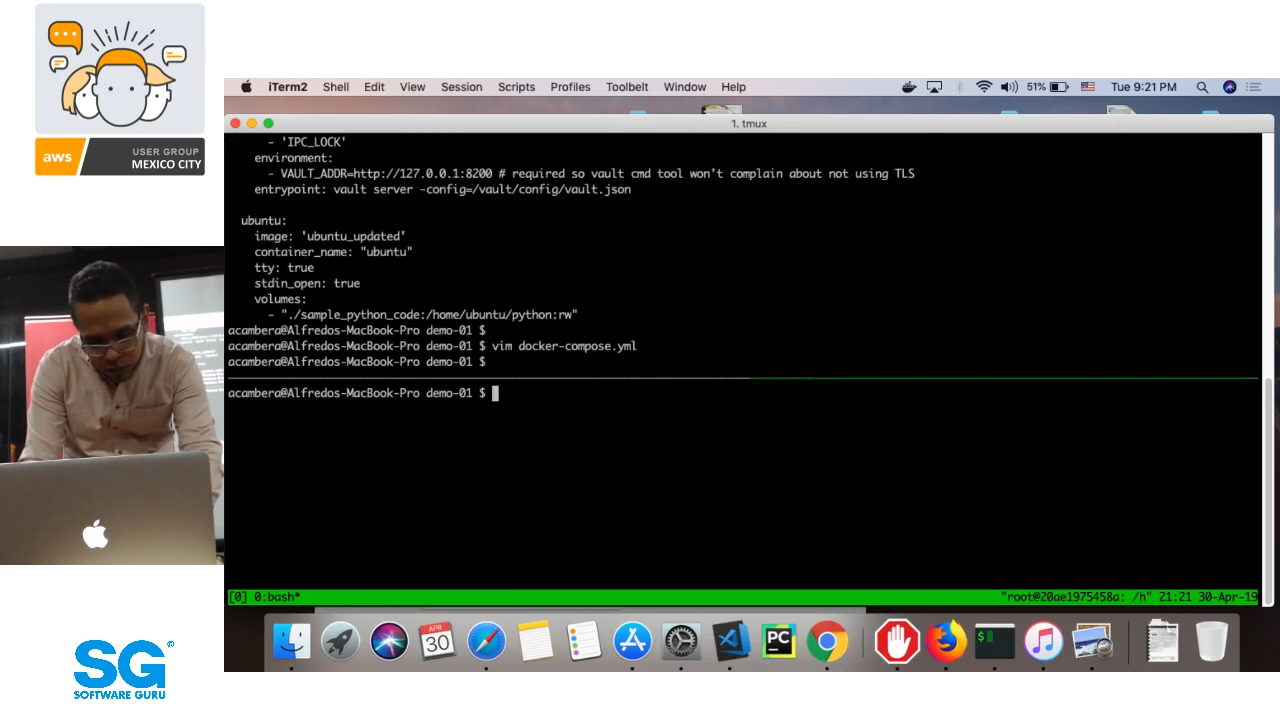 aws
USER GROUP
MEXICO CITY
iTerm2 Shell Edit View Session Scripts Profiles Toolbelt Window Help 51% Tue 9:21 PM
1. tmux
- 'IPC_LOCK'
environment:
- VAULT_ADDR=http://127.0.0.1:8200 # required so vault cmd tool won't complain about not using TLS
entrypoint: vault server -config=/vault/config/vault.json
ubuntu:
image: 'ubuntu_updated'
container_name: "ubuntu"
tty: true
stdin_open: true
volumes:
- "./sample_python_code:/home/ubuntu/python:rw"
acambera@Alfredos-MacBook-Pro demo-01 $
acambera@Alfredos-MacBook-Pro demo-01 $ vim docker-compose.yml
acambera@Alfredos-MacBook-Pro demo-01 $
acambera@Alfredos-MacBook-Pro demo-01 $
[0] 0:bash* "root@20ae1975458a: /h" 21:21 30-Apr-19
APR
30
PC
$
SG®
SOFTWARE GURU